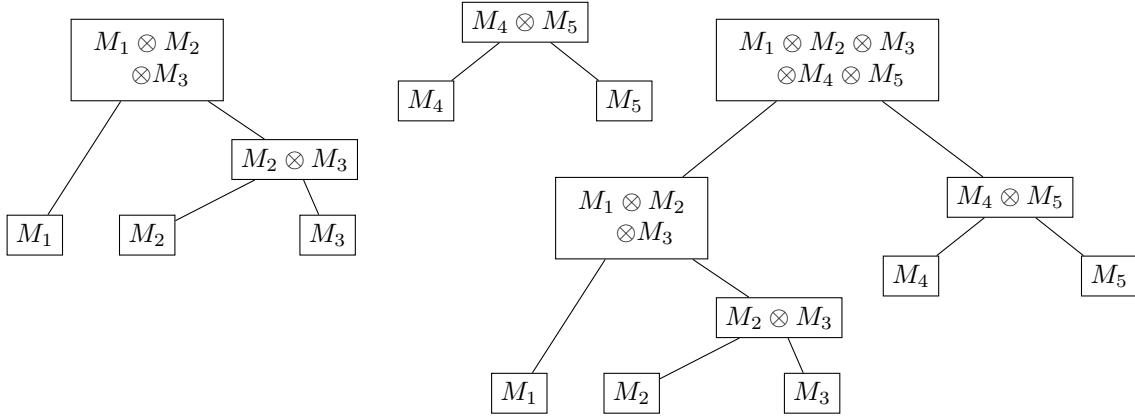 M₁ ⊗ M₂
⊗M₃
M₁
M₂ ⊗ M₃
M₂
M₃
M₄ ⊗ M₅
M₄
M₅
M₁ ⊗ M₂ ⊗ M₃
⊗M₄ ⊗ M₅
M₁ ⊗ M₂
⊗M₃
M₁
M₂ ⊗ M₃
M₂
M₃
M₄ ⊗ M₅
M₄
M₅